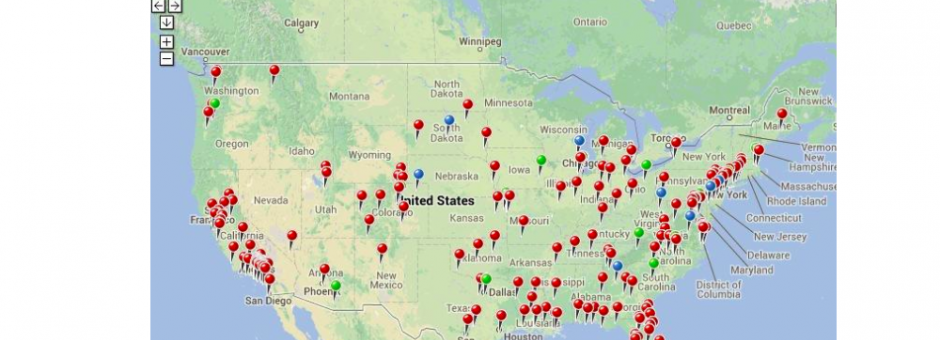 Calgary
Ontario
Quebec
Winnipeg
Vancouver
Washington
Montana
North
Dakota
Minnesota
Montreal
New
Brunswick
Maine
Oregon
Idaho
Wyoming
South
Dakota
Wisconsin
Michigan
Toronto
Vermont
New
Hampshire
New York
Iowa
Chicago
Nebraska
Massachuse
Rhode Island
Connecticut
New Jersey
Delaware
Maryland
District of
Columbia
Nevada
Utah
Colorado
United States
Kansas
Missouri
Illinois
Indiana
Ohio
Pennsylvania
West
Virginia
Kentucky
Tennessee
North
Carolina
South
Carolina
San Francisco
California
San Diego
Arizona
Phoenix
New
Mexico
Oklahoma
Arkansas
Dallas
Texas
Mississippi
Alabama
Georgia
Louisiana
Houston
San